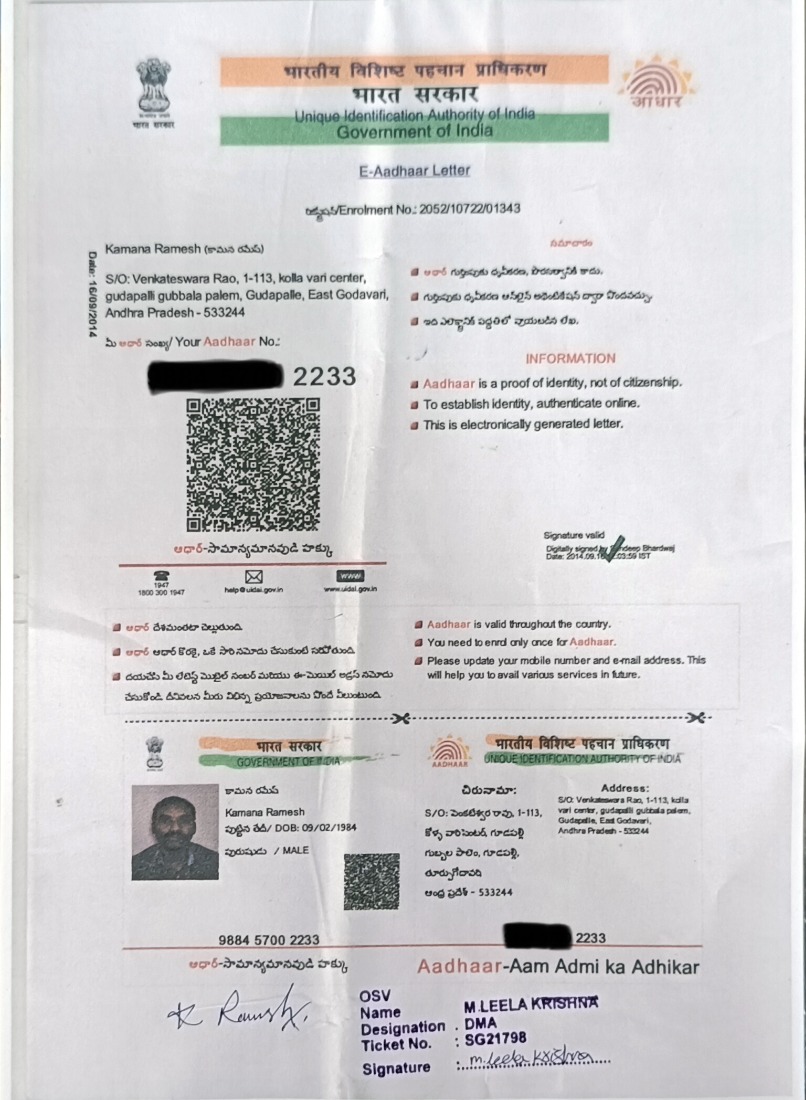 भारतीय विशिष्ट पहचान प्राधिकरण
भारत सरकार
Unique Identification Authority of India
Government of India
भारत सरकार
आधार
E-Aadhaar Letter
/Enrolment No.: 2052/10722/01343
Date: 16/09/2014
Kamana Ramesh (కామన రమేష్)
S/O: Venkateswara Rao, 1-113, kolla vari center,
gudapalli gubbala palem, Gudapalle, East Godavari,
Andhra Pradesh - 533244
మీ ఆధార్ సంఖ్య/ Your Aadhaar No.:
2233
ఆధార్-సామాన్యమానవుడి హక్కు
1947
1800 300 1947
help@uidai.gov.in
www
www.uidai.gov.in
సమాచారం
ఆధార్ గుర్తింపుకు ధృవీకరణ, పౌరసత్వానికి కాదు.
గుర్తింపుకు ధృవీకరణ ఆన్‌లైన్ అథెంటికేషన్ ద్వారా పొందవచ్చు.
ఇది ఎలక్ట్రానిక్ పద్ధతిలో వ్రాయబడిన లేఖ.
INFORMATION
Aadhaar is a proof of identity, not of citizenship.
To establish identity, authenticate online.
This is electronically generated letter.
Signature valid
Digitally signed by Bhardwaj
Date: 2014.09.1 :03:59 IST
ఆధార్ దేశమంతటా చెల్లుతుంది.
ఆధార్ ఆధార్ కొరకై, ఒకే సారి నమోదు చేసుకుంటే సరిపోతుంది.
దయచేసి మీ లేటెస్ట్ మొబైల్ నంబర్ మరియు ఈ-మెయిల్ అడ్రస్ నమోదు
చేసుకోండి. దీనివలన మీరు విభిన్న ప్రయోజనాలను పొందే వీలుంటుంది.
Aadhaar is valid throughout the country.
You need to enrol only once for Aadhaar.
Please update your mobile number and e-mail address. This
will help you to avail various services in future.
भारत सरकार
GOVERNMENT OF INDIA
కామన రమేష్
Kamana Ramesh
పుట్టిన తేదీ/ DOB: 09/02/1984
పురుషుడు / MALE
9884 5700 2233
ఆధార్-సామాన్యమానవుడి హక్కు
भारतीय विशिष्ट पहचान प्राधिकरण
UNIQUE IDENTIFICATION AUTHORITY OF INDIA
AADHAAR
చిరునామా:
S/O: వెంకటేశ్వర రావు, 1-113,
కొళ్ళ వారి సెంటర్, గూడపల్లి
గుబ్బల పాలెం, గూడపల్లి,
తూర్పుగోదావరి
ఆంధ్ర ప్రదేశ్ - 533244
Address:
S/O: Venkateswara Rao, 1-113, kolla
vari center, gudapalli gubbala palem,
Gudapalle, East Godavari,
Andhra Pradesh - 533244
2233
Aadhaar-Aam Admi ka Adhikar
K Ramesh.
OSV
Name M.LEELA KRISHNA
Designation . DMA
Ticket No. : SG21798
Signature : m.leela krishna